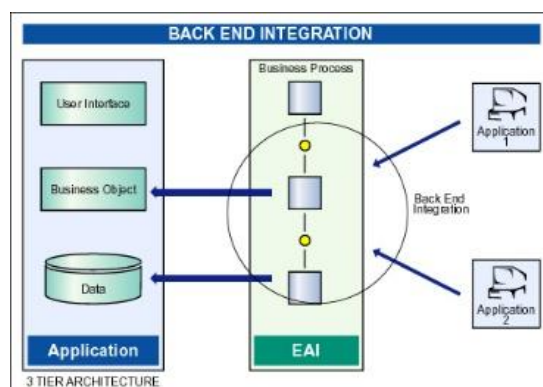 BACK END INTEGRATION
Business Process
User Interface
Business Object
Data
Application
EAI
3 TIER ARCHITECTURE
Application
1
Back End
Integration
Application
2